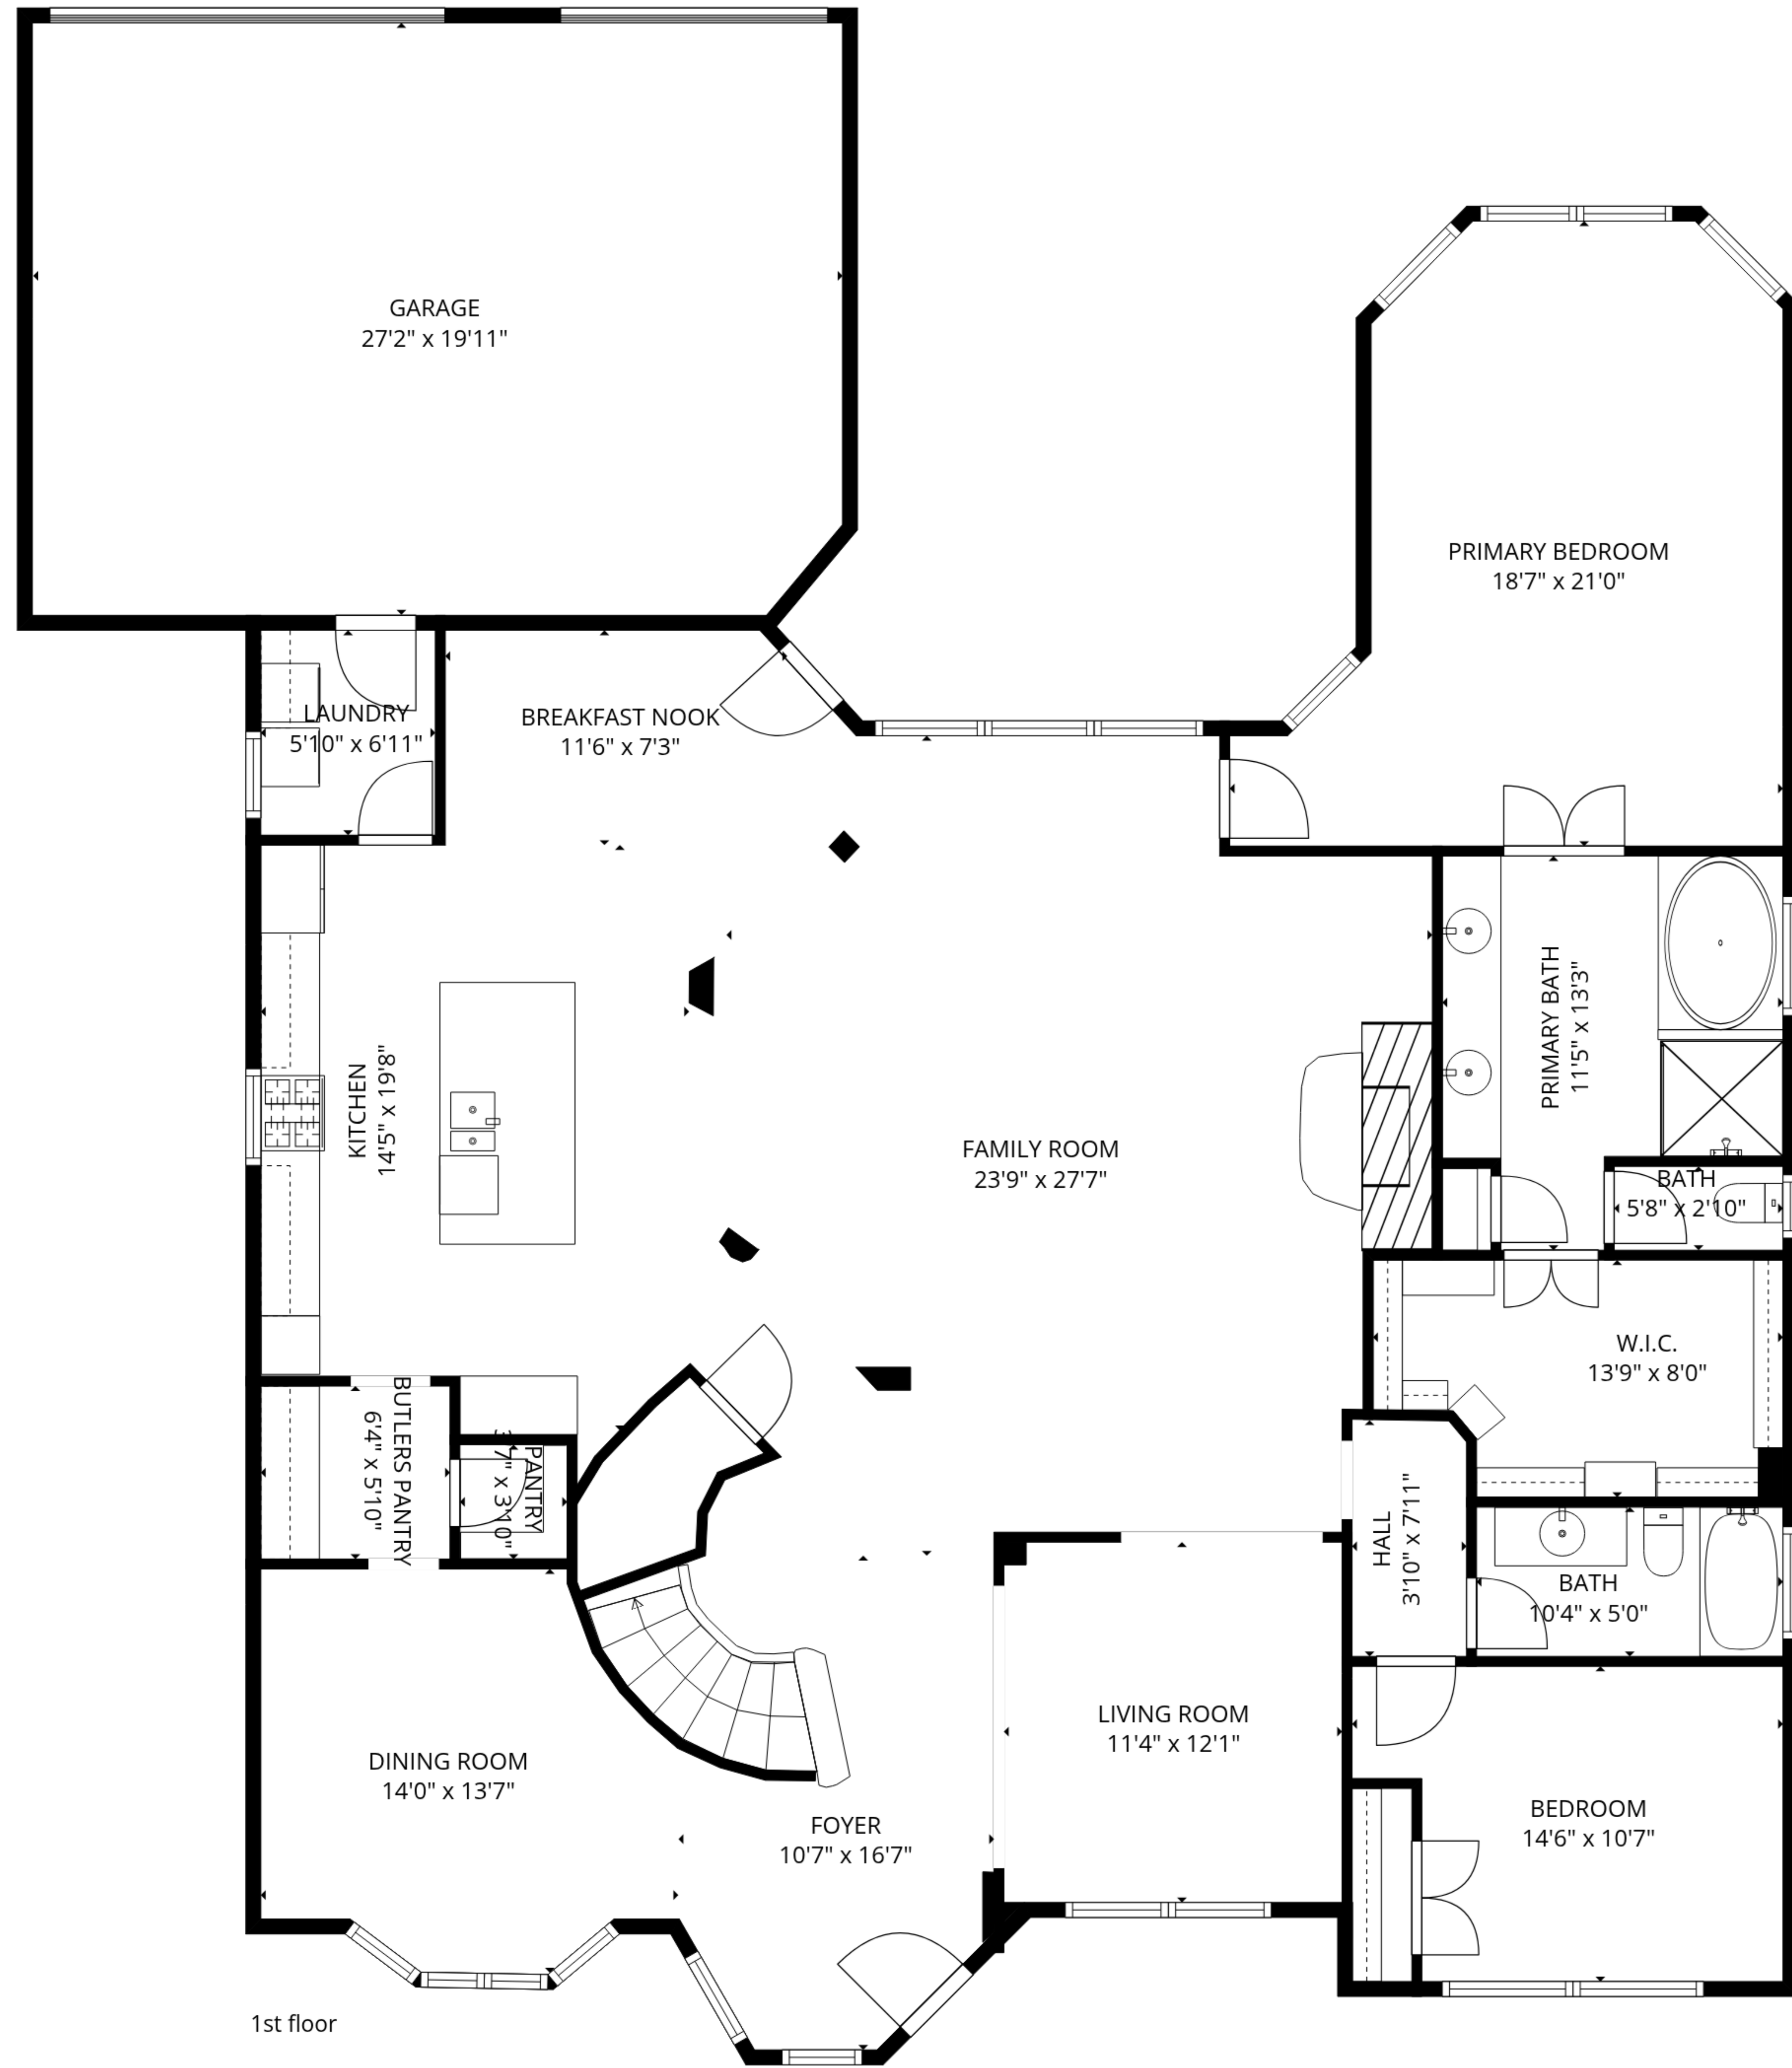 GARAGE
27'2" x 19'11"
PRIMARY BEDROOM
18'7" x 21'0"
LAUNDRY
5'10" x 6'11"
BREAKFAST NOOK
11'6" x 7'3"
KITCHEN
14'5" x 19'8"
FAMILY ROOM
23'9" x 27'7"
PRIMARY BATH
11'5" x 13'3"
BATH
5'8" x 2'10"
W.I.C.
13'9" x 8'0"
BUTLERS PANTRY
6'4" x 5'10"
PANTRY
3'7" x 3'10"
HALL
3'10" x 7'11"
BATH
10'4" x 5'0"
LIVING ROOM
11'4" x 12'1"
DINING ROOM
14'0" x 13'7"
FOYER
10'7" x 16'7"
BEDROOM
14'6" x 10'7"
1st floor